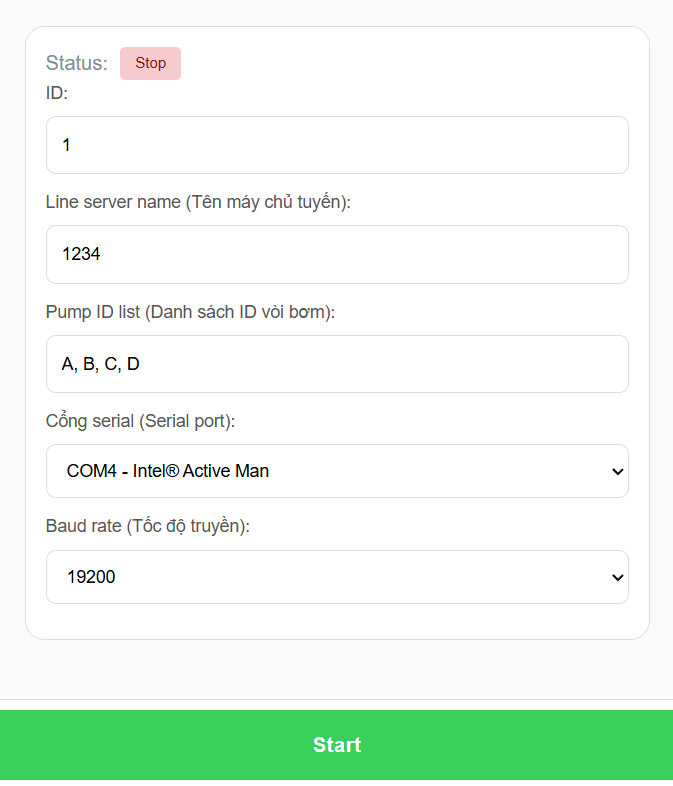 Status: Stop
ID:
1
Line server name (Tên máy chủ tuyến):
1234
Pump ID list (Danh sách ID vòi bơm):
A, B, C, D
Cổng serial (Serial port):
COM4 - Intel® Active Man
Baud rate (Tốc độ truyền):
19200
Start